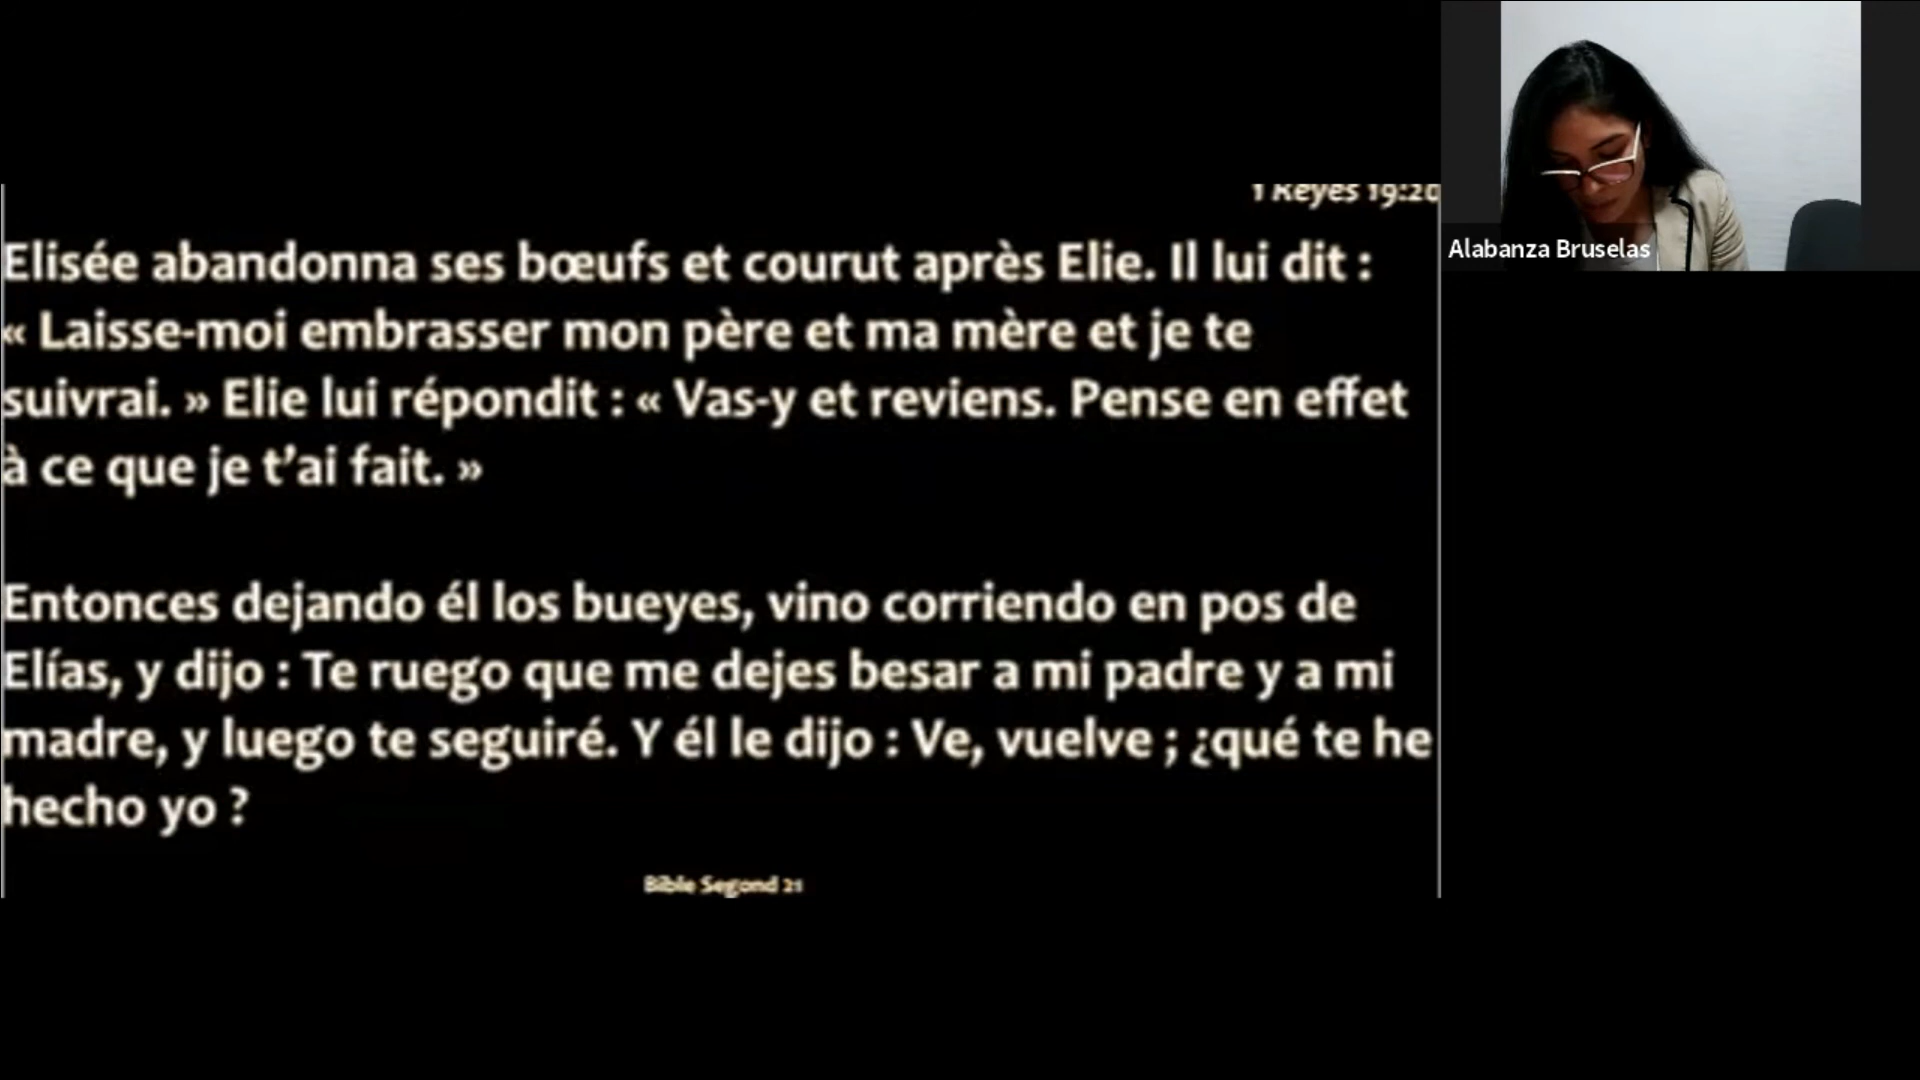 1 Reyes 19:20
Elisée abandonna ses bœufs et courut après Elie. Il lui dit :
« Laisse-moi embrasser mon père et ma mère et je te
suivrai. » Elie lui répondit : « Vas-y et reviens. Pense en effet
à ce que je t’ai fait. »
Entonces dejando él los bueyes, vino corriendo en pos de
Elías, y dijo : Te ruego que me dejes besar a mi padre y a mi
madre, y luego te seguiré. Y él le dijo : Ve, vuelve ; ¿qué te he
hecho yo ?
Bible Segond 21
Alabanza Bruselas